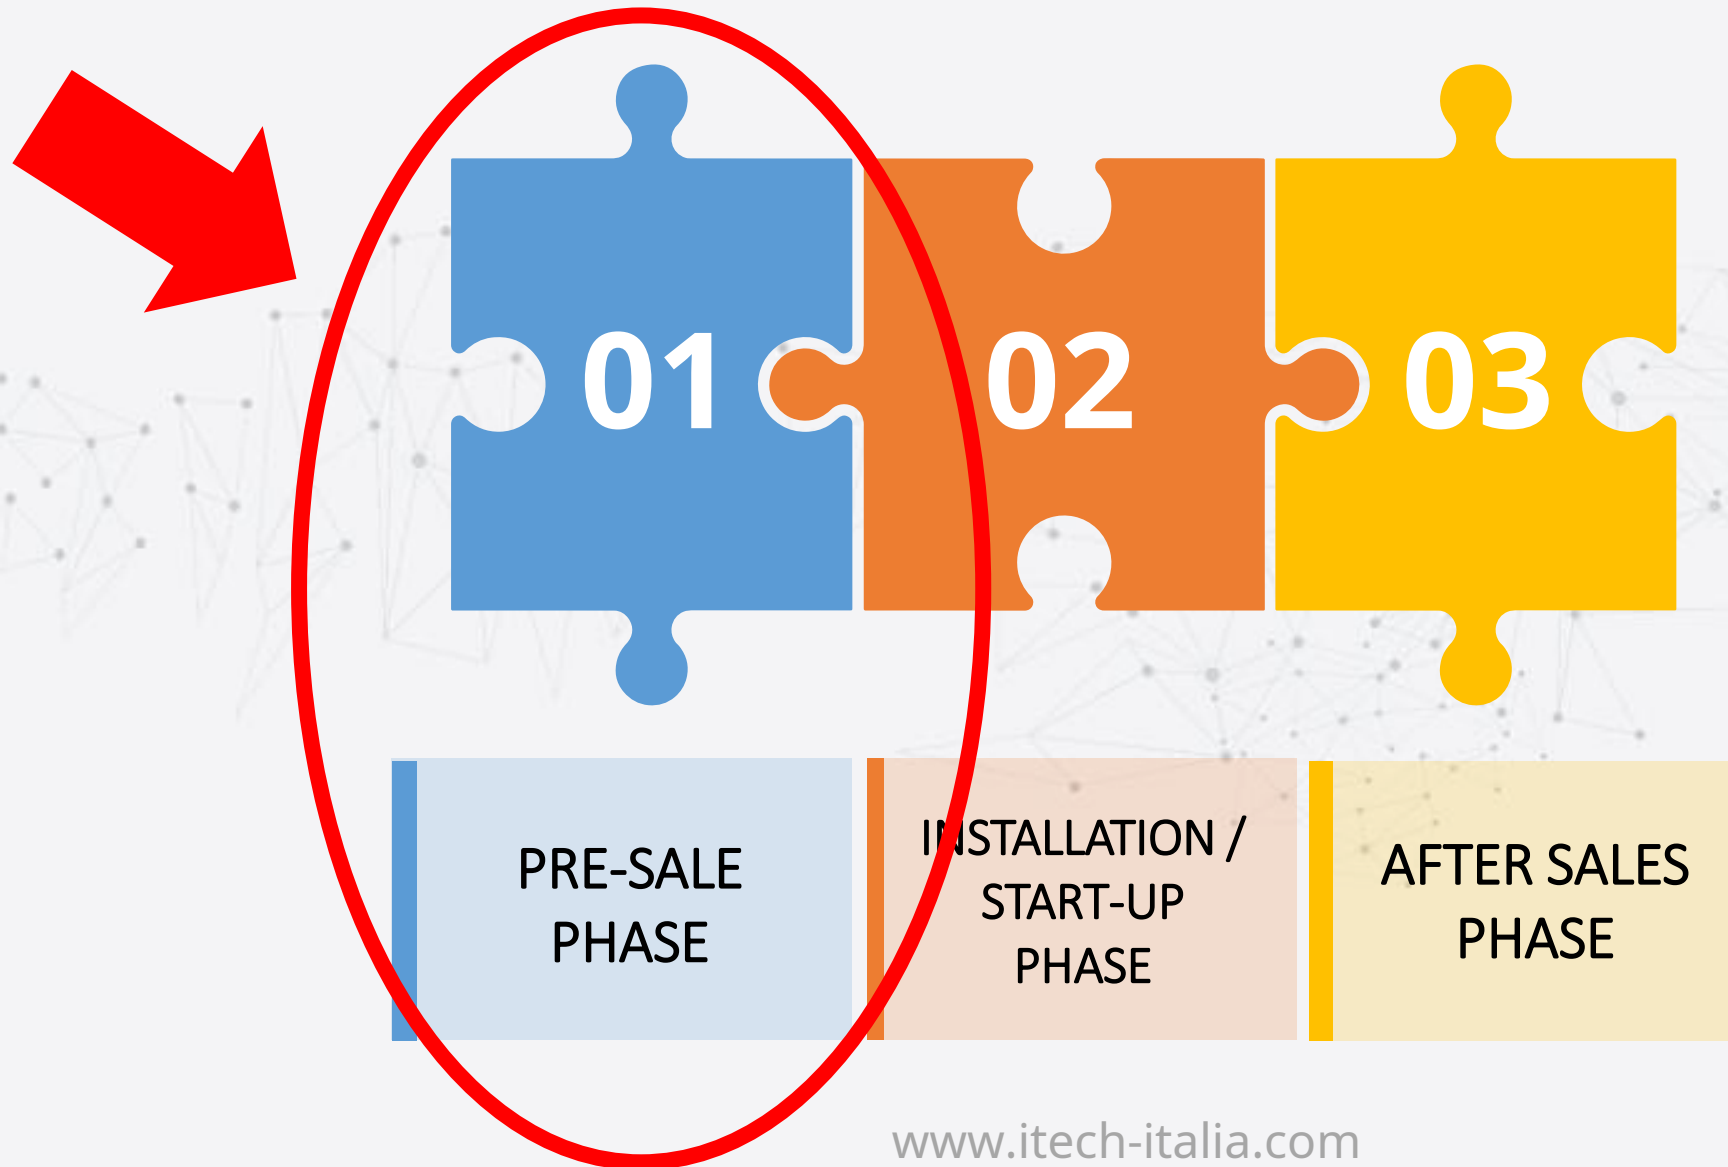 01
02
03
PRE-SALE
PHASE
INSTALLATION /
START-UP
PHASE
AFTER SALES
PHASE
www.itech-italia.com